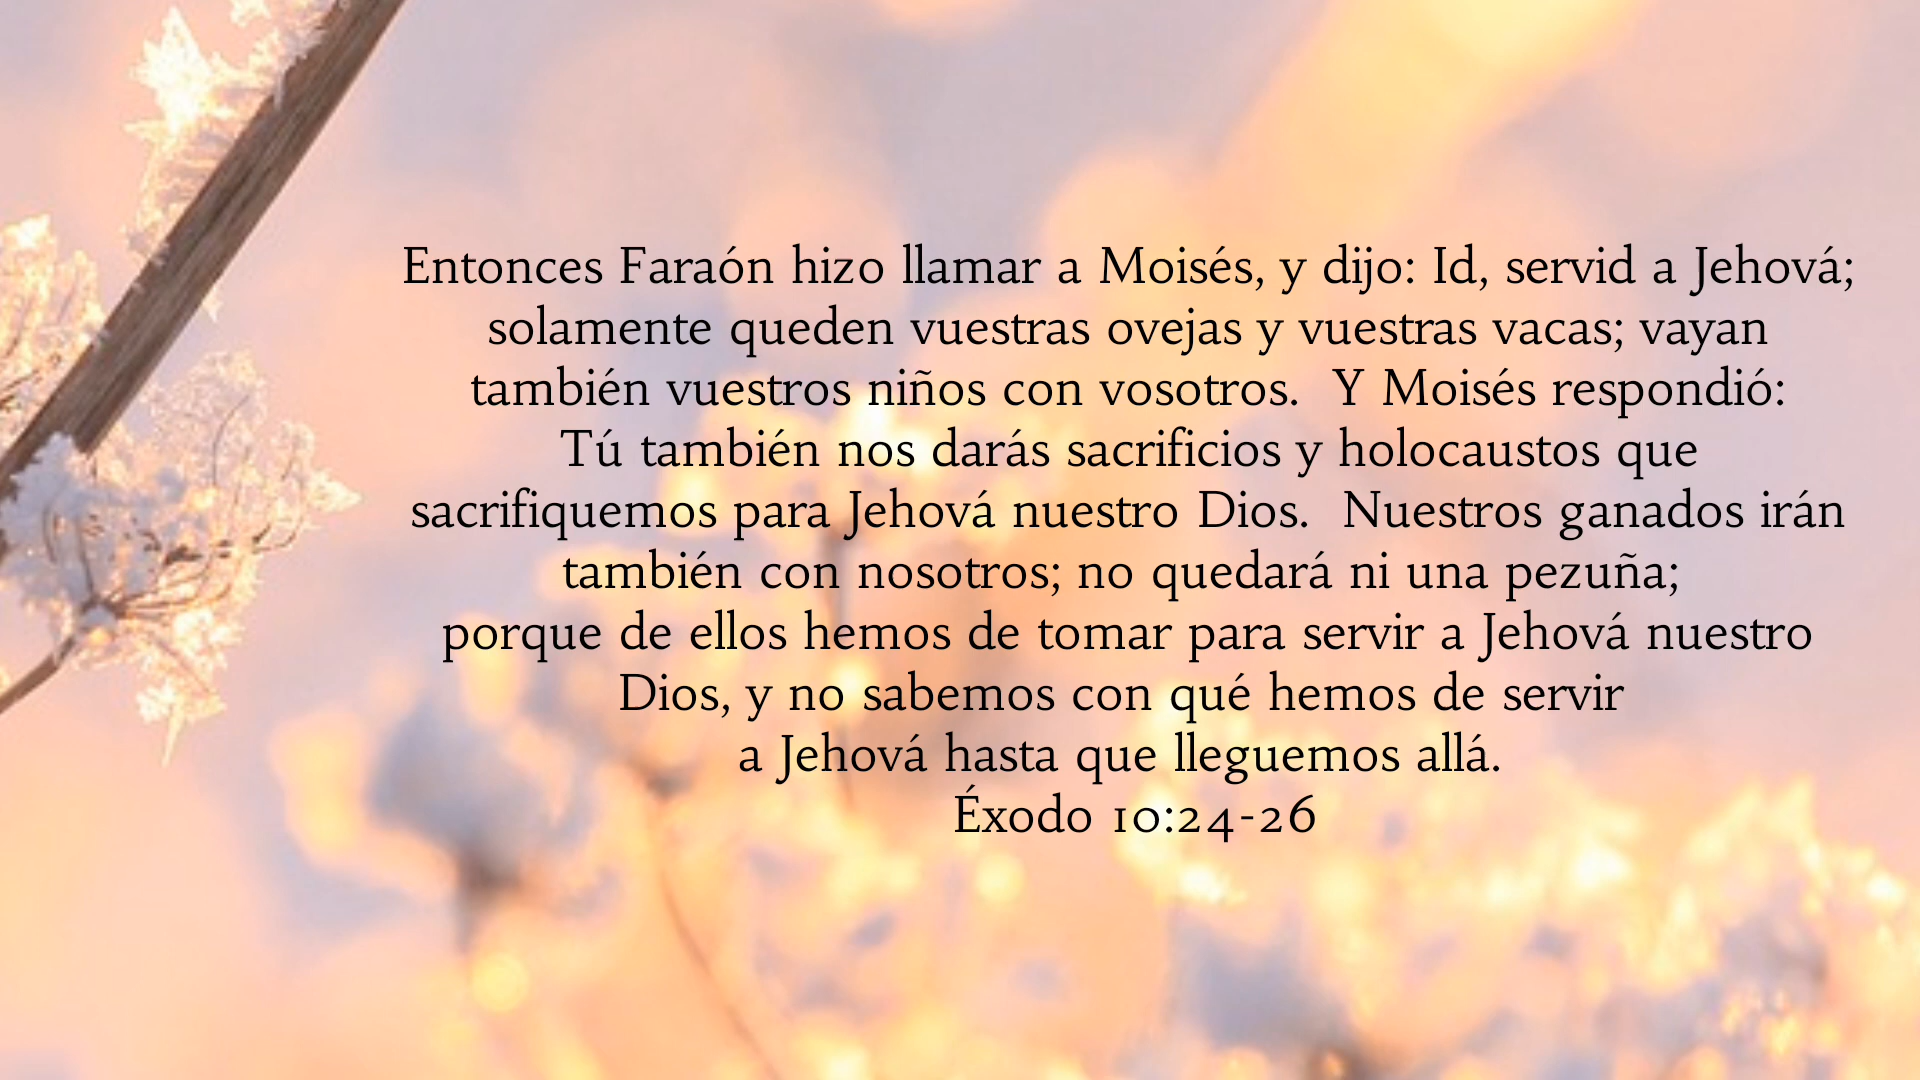 Entonces Faraón hizo llamar a Moisés, y dijo: Id, servid a Jehová;
solamente queden vuestras ovejas y vuestras vacas; vayan
también vuestros niños con vosotros.  Y Moisés respondió:
Tú también nos darás sacrificios y holocaustos que
sacrifiquemos para Jehová nuestro Dios.  Nuestros ganados irán
también con nosotros; no quedará ni una pezuña;
porque de ellos hemos de tomar para servir a Jehová nuestro
Dios, y no sabemos con qué hemos de servir
a Jehová hasta que lleguemos allá.
Éxodo 10:24-26